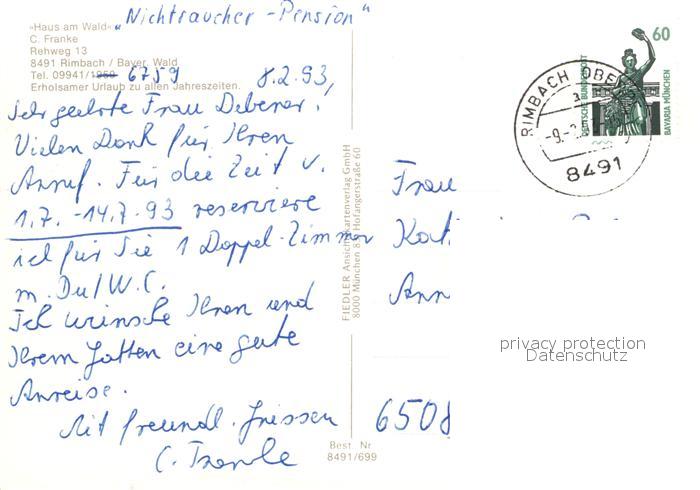 „Nichtraucher-Pension"
»Haus am Wald«
C. Franke
Rehweg 13
8491 Rimbach / Bayer. Wald
Tel. 09941/1959 6759
Erholsamer Urlaub zu allen Jahreszeiten.
8.2.93,
Sehr geehrte Frau Debener.
Vielen Dank für Ihren
Anruf. Für die Zeit v.
1.7.-14.7.93 reserviere
ich für Sie 1 Doppel-Zimmer
m. Du/W.C.
Ich wünsche Ihnen und
Ihrem Gatten eine gute
Anreise.
Mit freundl. Grüssen
C. Franke
FIEDLER Ansichtskartenverlag GmbH
8000 München 83 Hofangerstraße 60
Best. Nr
8491/699
60
DEUTSCHE BUNDESPOST
BAVARIA MÜNCHEN
RIMBACH OBE
8491
Frau
Kat
Ann
6508
privacy protection
Datenschutz